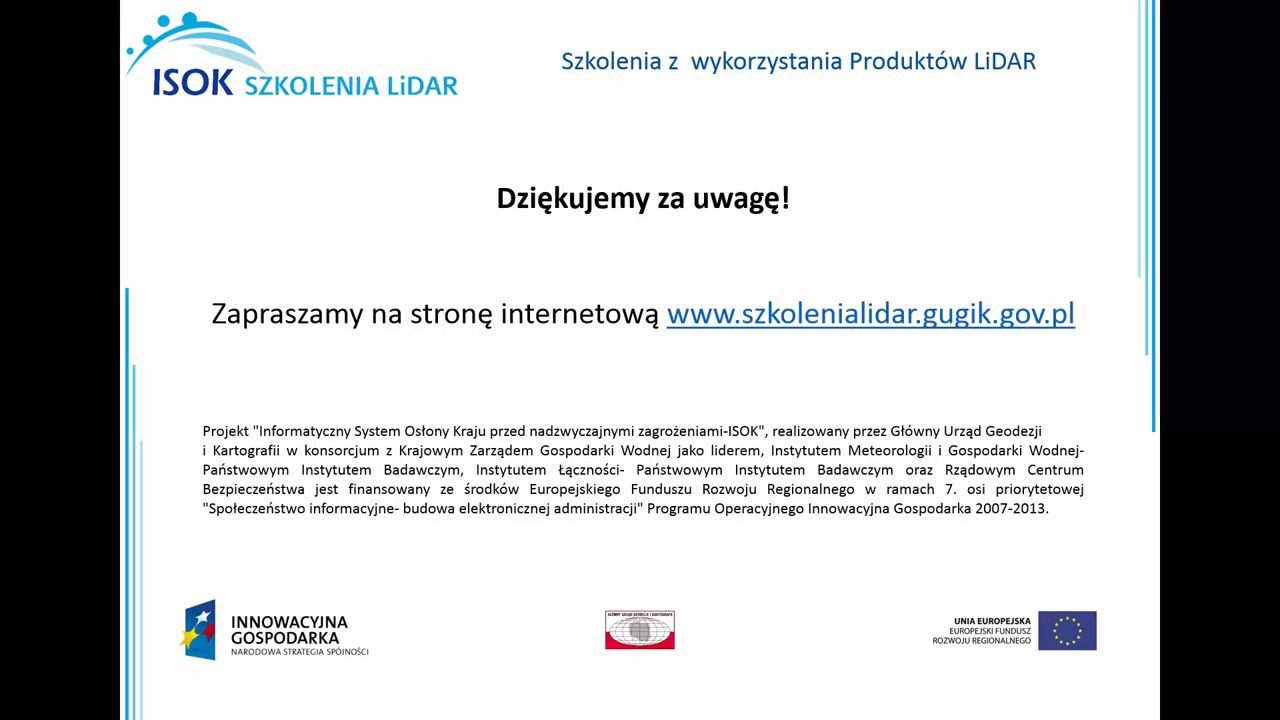 ISOK SZKOLENIA LiDAR
Szkolenia z wykorzystania Produktów LiDAR
Dziękujemy za uwagę!
Zapraszamy na stronę internetową www.szkolenialidar.gugik.gov.pl
Projekt "Informatyczny System Osłony Kraju przed nadzwyczajnymi zagrożeniami-ISOK", realizowany przez Główny Urząd Geodezji
i Kartografii w konsorcjum z Krajowym Zarządem Gospodarki Wodnej jako liderem, Instytutem Meteorologii i Gospodarki Wodnej-
Państwowym Instytutem Badawczym, Instytutem Łączności- Państwowym Instytutem Badawczym oraz Rządowym Centrum
Bezpieczeństwa jest finansowany ze środków Europejskiego Funduszu Rozwoju Regionalnego w ramach 7. osi priorytetowej
"Społeczeństwo informacyjne- budowa elektronicznej administracji" Programu Operacyjnego Innowacyjna Gospodarka 2007-2013.
INNOWACYJNA
GOSPODARKA
NARODOWA STRATEGIA SPÓJNOŚCI
GŁÓWNY URZĄD GEODEZJI I KARTOGRAFII
UNIA EUROPEJSKA
EUROPEJSKI FUNDUSZ
ROZWOJU REGIONALNEGO